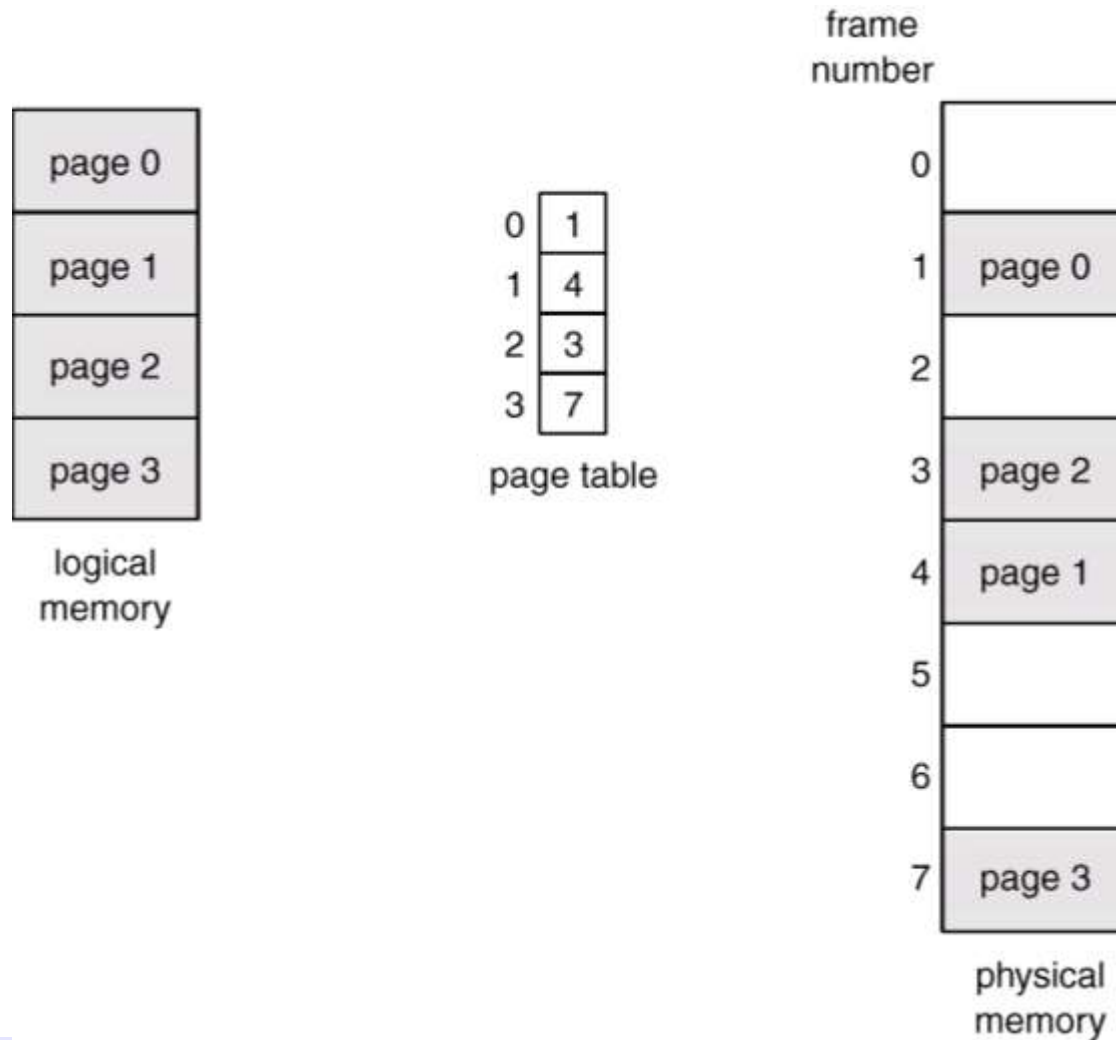 page 0
page 1
page 2
page 3
logical
memory
0 1
1 4
2 3
3 7
page table
frame
number
0
1 page 0
2
3 page 2
4 page 1
5
6
7 page 3
physical
memory